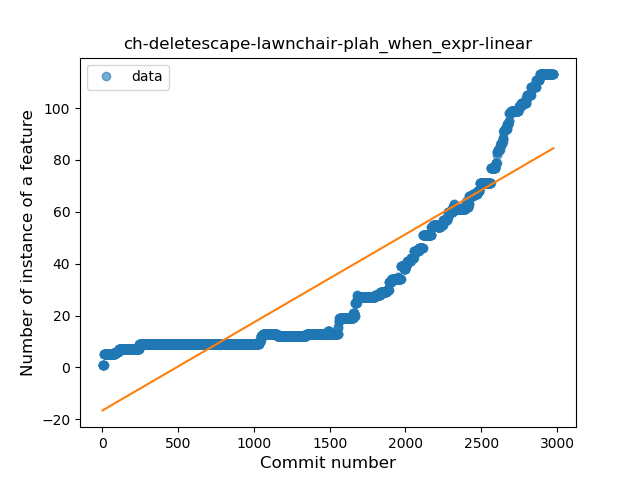 ch-deletescape-lawnchair-plah_when_expr-linear
data
Number of instance of a feature
100
80
60
40
20
0
−20
0 500 1000 1500 2000 2500 3000
Commit number